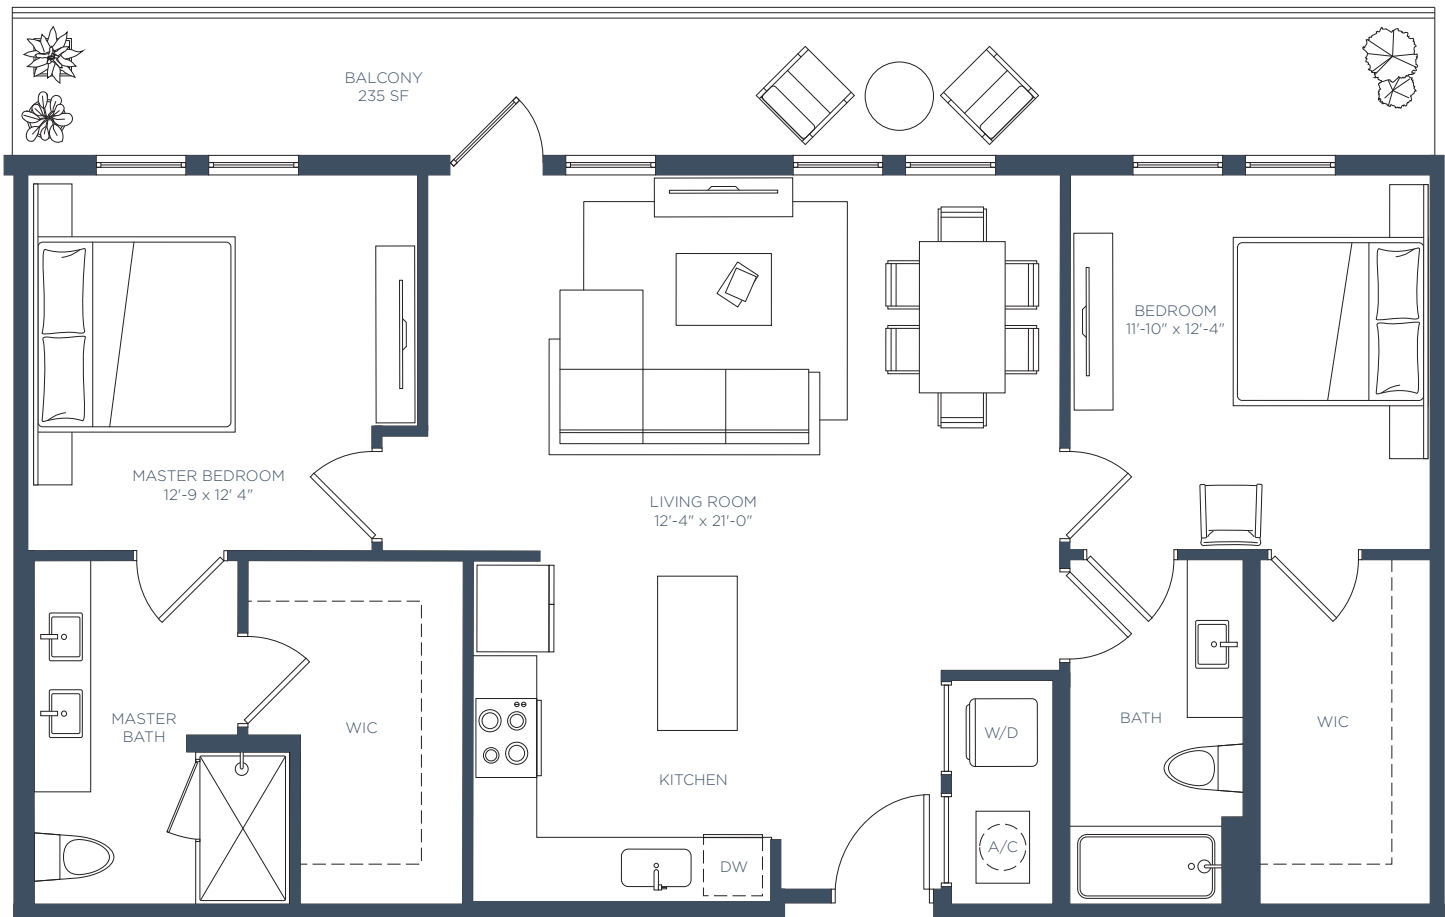 BALCONY
235 SF
BEDROOM
11'-10" x 12'-4"
MASTER BEDROOM
12'-9 x 12' 4"
LIVING ROOM
12'-4" x 21'-0"
MASTER
BATH
WIC
KITCHEN
W/D
BATH
WIC
A/C
DW